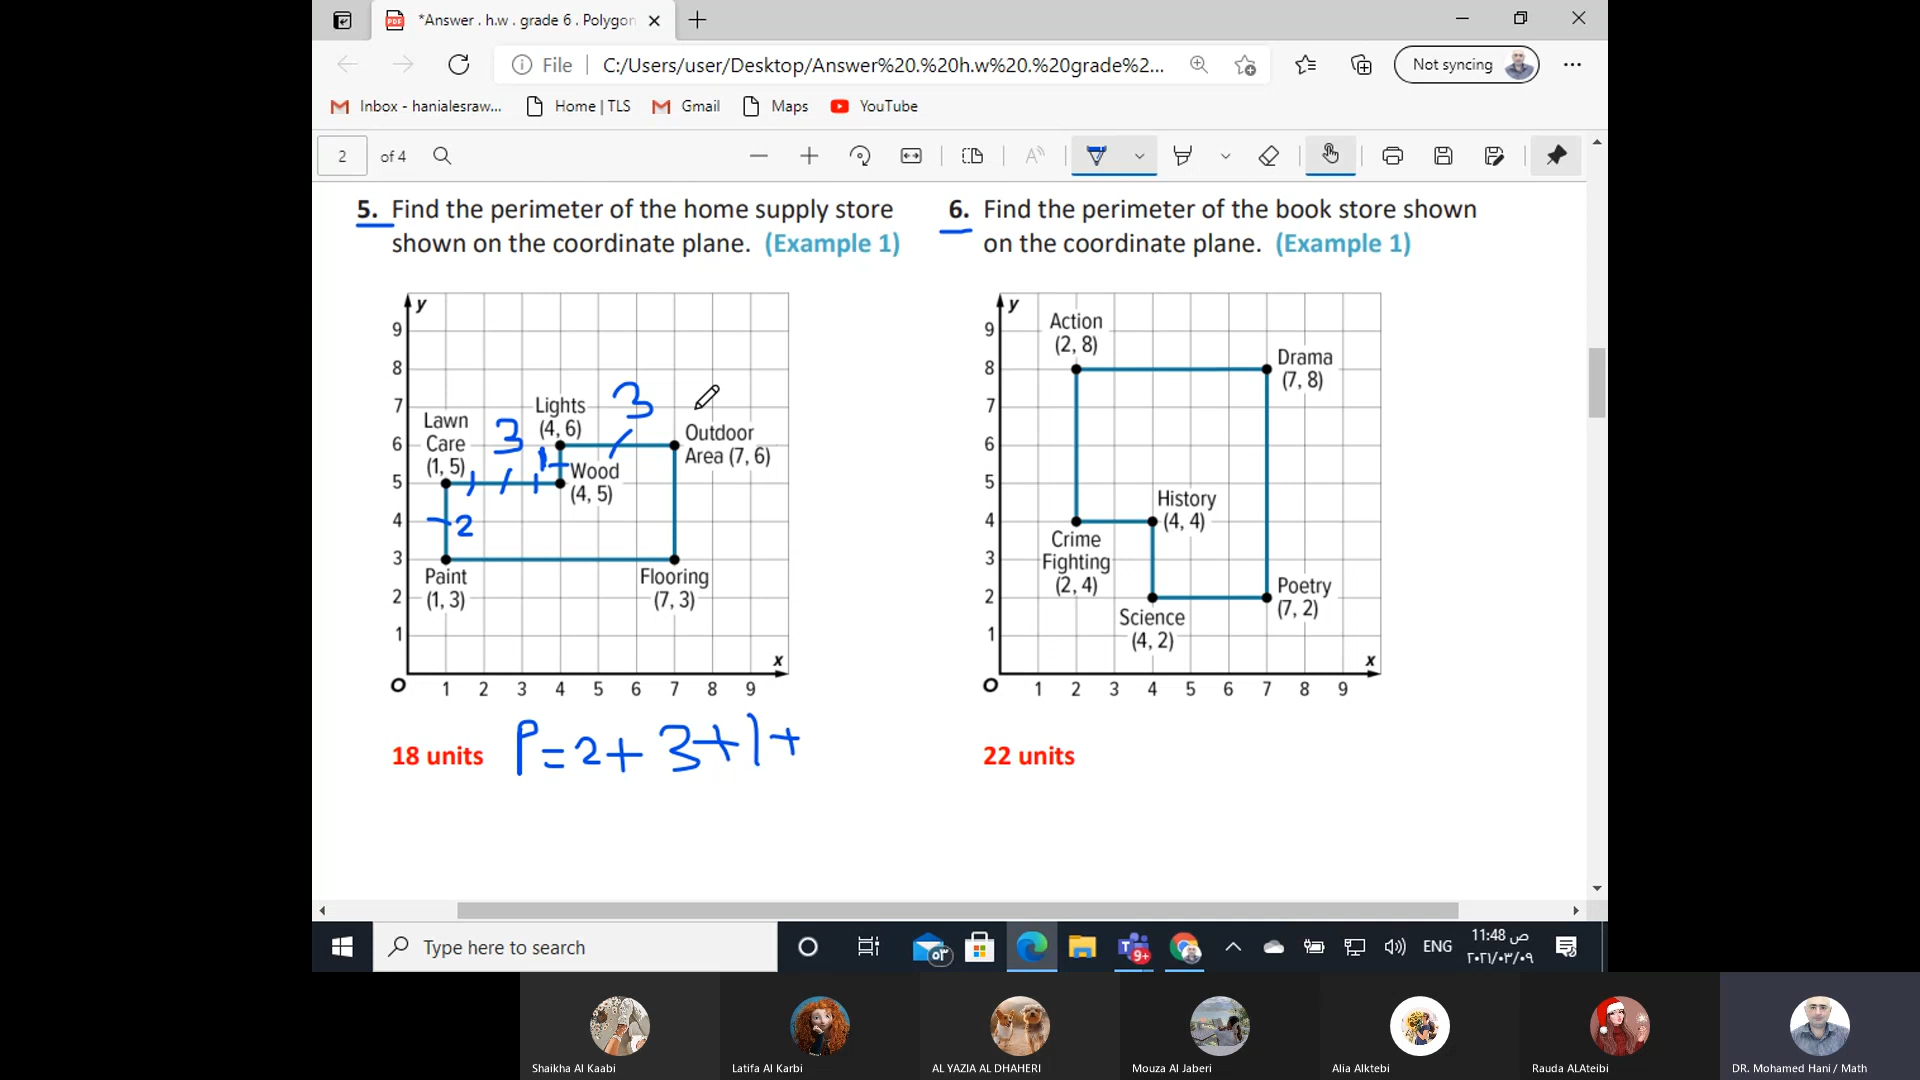 *Answer . h.w . grade 6 . Polygon
File
C:/Users/user/Desktop/Answer%20.%20h.w%20.%20grade%2...
Not syncing
Inbox - hanialesraw...
Home | TLS
Gmail
Maps
YouTube
2 of 4
5. Find the perimeter of the home supply store
shown on the coordinate plane. (Example 1)
y
9
8
7
6
5
4
3
2
1
O
1 2 3 4 5 6 7 8 9
x
Lawn
Care
(1, 5)
Lights
(4, 6)
Wood
(4, 5)
Outdoor
Area (7, 6)
Paint
(1, 3)
Flooring
(7, 3)
2
3
1
3
18 units P=2+3+1+
6. Find the perimeter of the book store shown
on the coordinate plane. (Example 1)
y
9
8
7
6
5
4
3
2
1
O
1 2 3 4 5 6 7 8 9
x
Action
(2, 8)
Drama
(7, 8)
History
(4, 4)
Crime
Fighting
(2, 4)
Science
(4, 2)
Poetry
(7, 2)
22 units
Type here to search
٥٣
9+
ENG
11:48 ص
٢٠٢١/٠٣/٠٩
Shaikha Al Kaabi
Latifa Al Karbi
AL YAZIA AL DHAHERI
Mouza Al Jaberi
Alia Alktebi
Rauda ALAteibi
DR. Mohamed Hani / Math